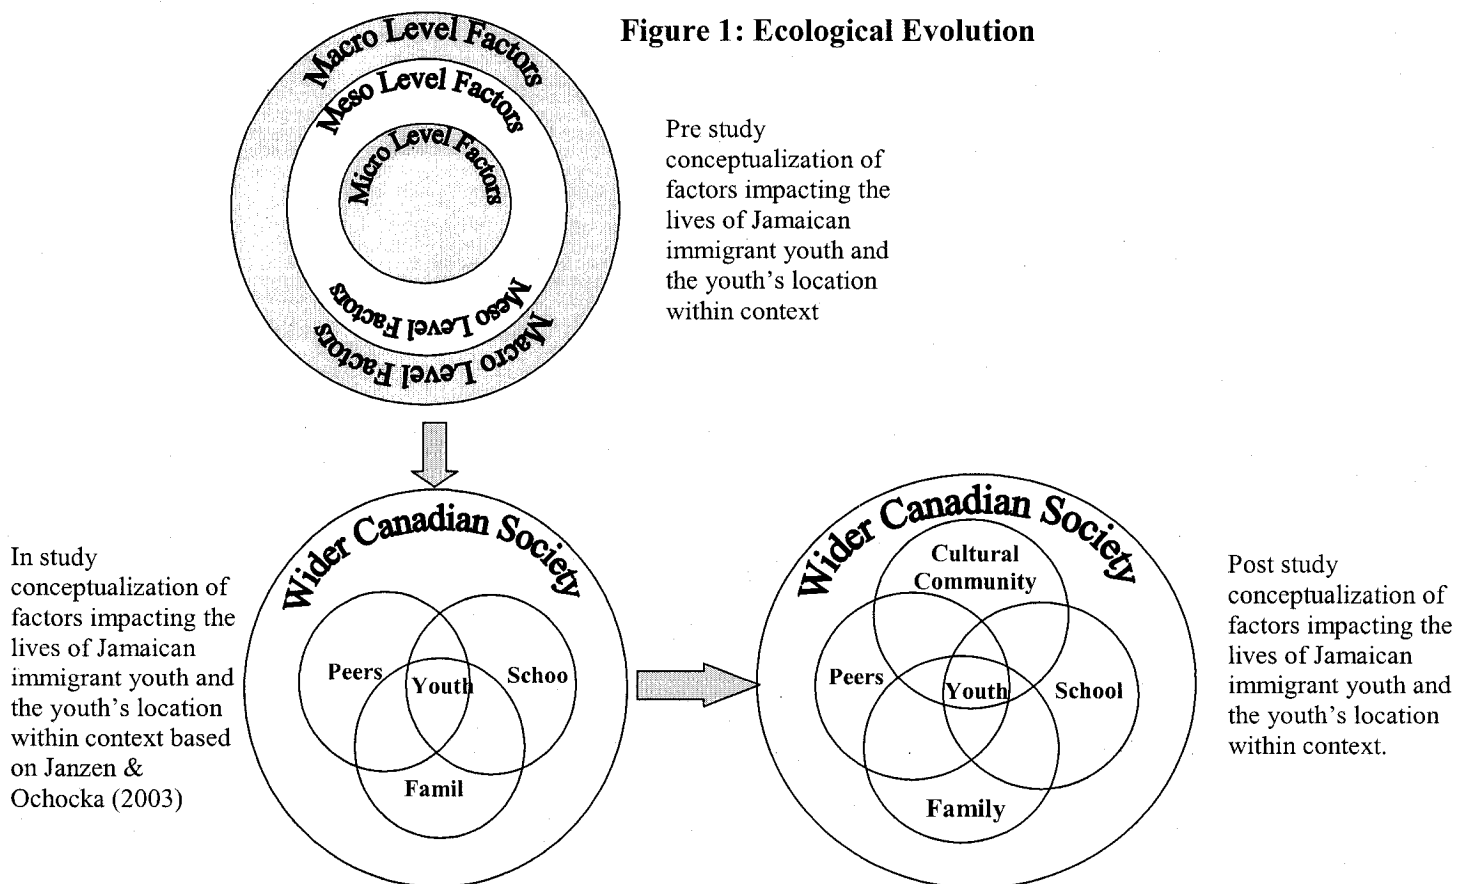 Figure 1: Ecological Evolution
Macro Level Factors
Meso Level Factors
Micro Level Factors
Meso Level Factors
Macro Level Factors
Pre study
conceptualization of
factors impacting the
lives of Jamaican
immigrant youth and
the youth's location
within context
In study
conceptualization of
factors impacting the
lives of Jamaican
immigrant youth and
the youth's location
within context based
on Janzen &
Ochocka (2003)
Wider Canadian Society
Peers
Youth
Schoo
Famil
Wider Canadian Society
Cultural
Community
Peers
Youth
School
Family
Post study
conceptualization of
factors impacting the
lives of Jamaican
immigrant youth and
the youth's location
within context.